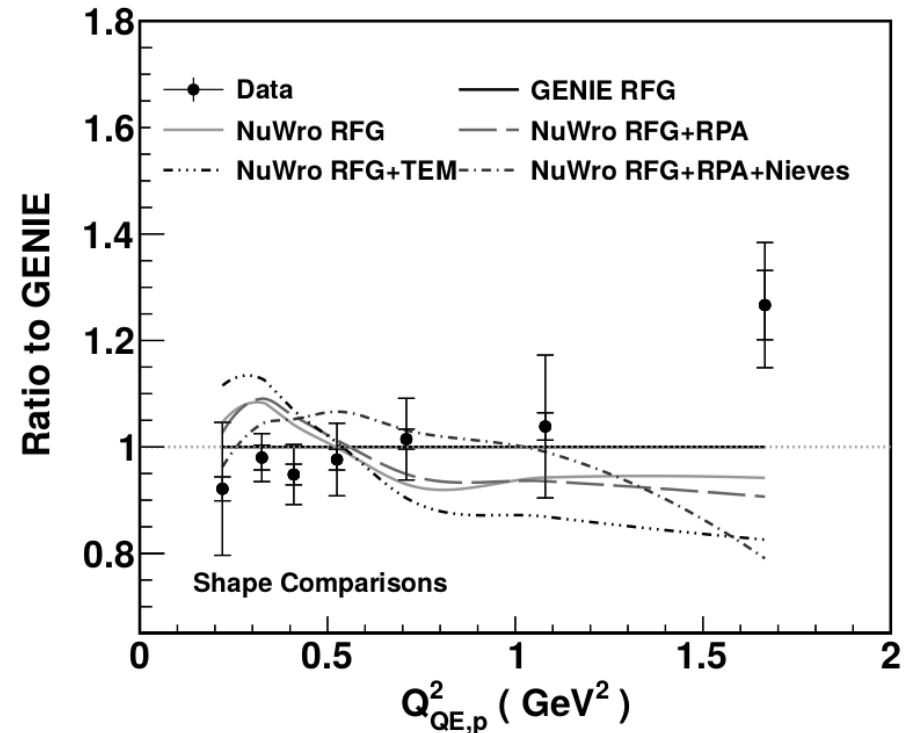 1.8
1.6
1.4
1.2
1
0.8
Ratio to GENIE
Data
GENIE RFG
NuWro RFG
NuWro RFG+RPA
NuWro RFG+TEM
NuWro RFG+RPA+Nieves
Shape Comparisons
0 0.5 1 1.5 2
Q²QE,p ( GeV² )